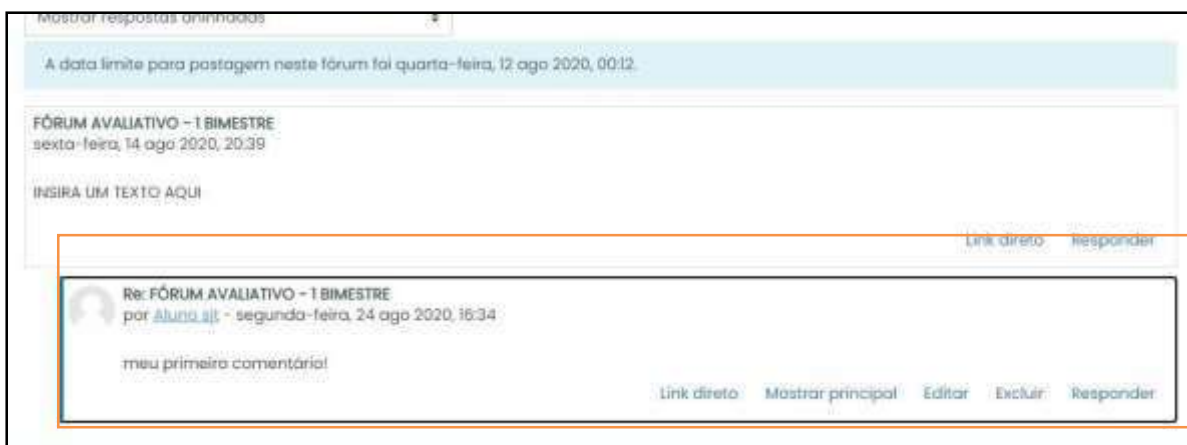 Mostrar respostas aninhadas
A data limite para postagem neste fórum foi quarta-feira, 12 ago 2020, 00:12.
FÓRUM AVALIATIVO - 1 BIMESTRE
sexta-feira, 14 ago 2020, 20:39
INSIRA UM TEXTO AQUI
Link direto Responder
Re: FÓRUM AVALIATIVO - 1 BIMESTRE
por Aluno sjt - segunda-feira, 24 ago 2020, 16:34
meu primeiro comentário!
Link direto Mostrar principal Editar Excluir Responder